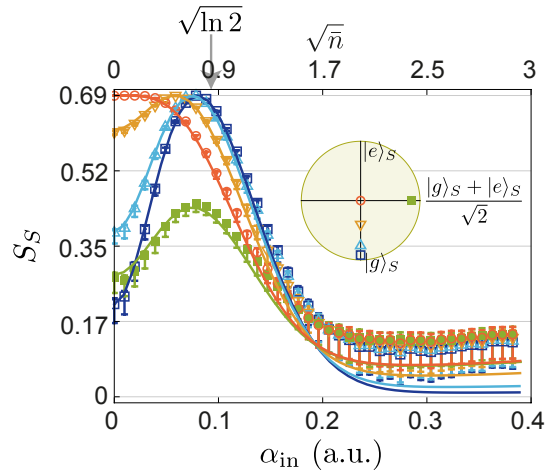 √ln 2
√n̄
0 0.9 1.7 2.5 3
0.69
0.52
0.35
0.17
0
S_S
|e⟩_S
|g⟩_S + |e⟩_S
√2
|g⟩_S
0 0.1 0.2 0.3 0.4
α_in (a.u.)